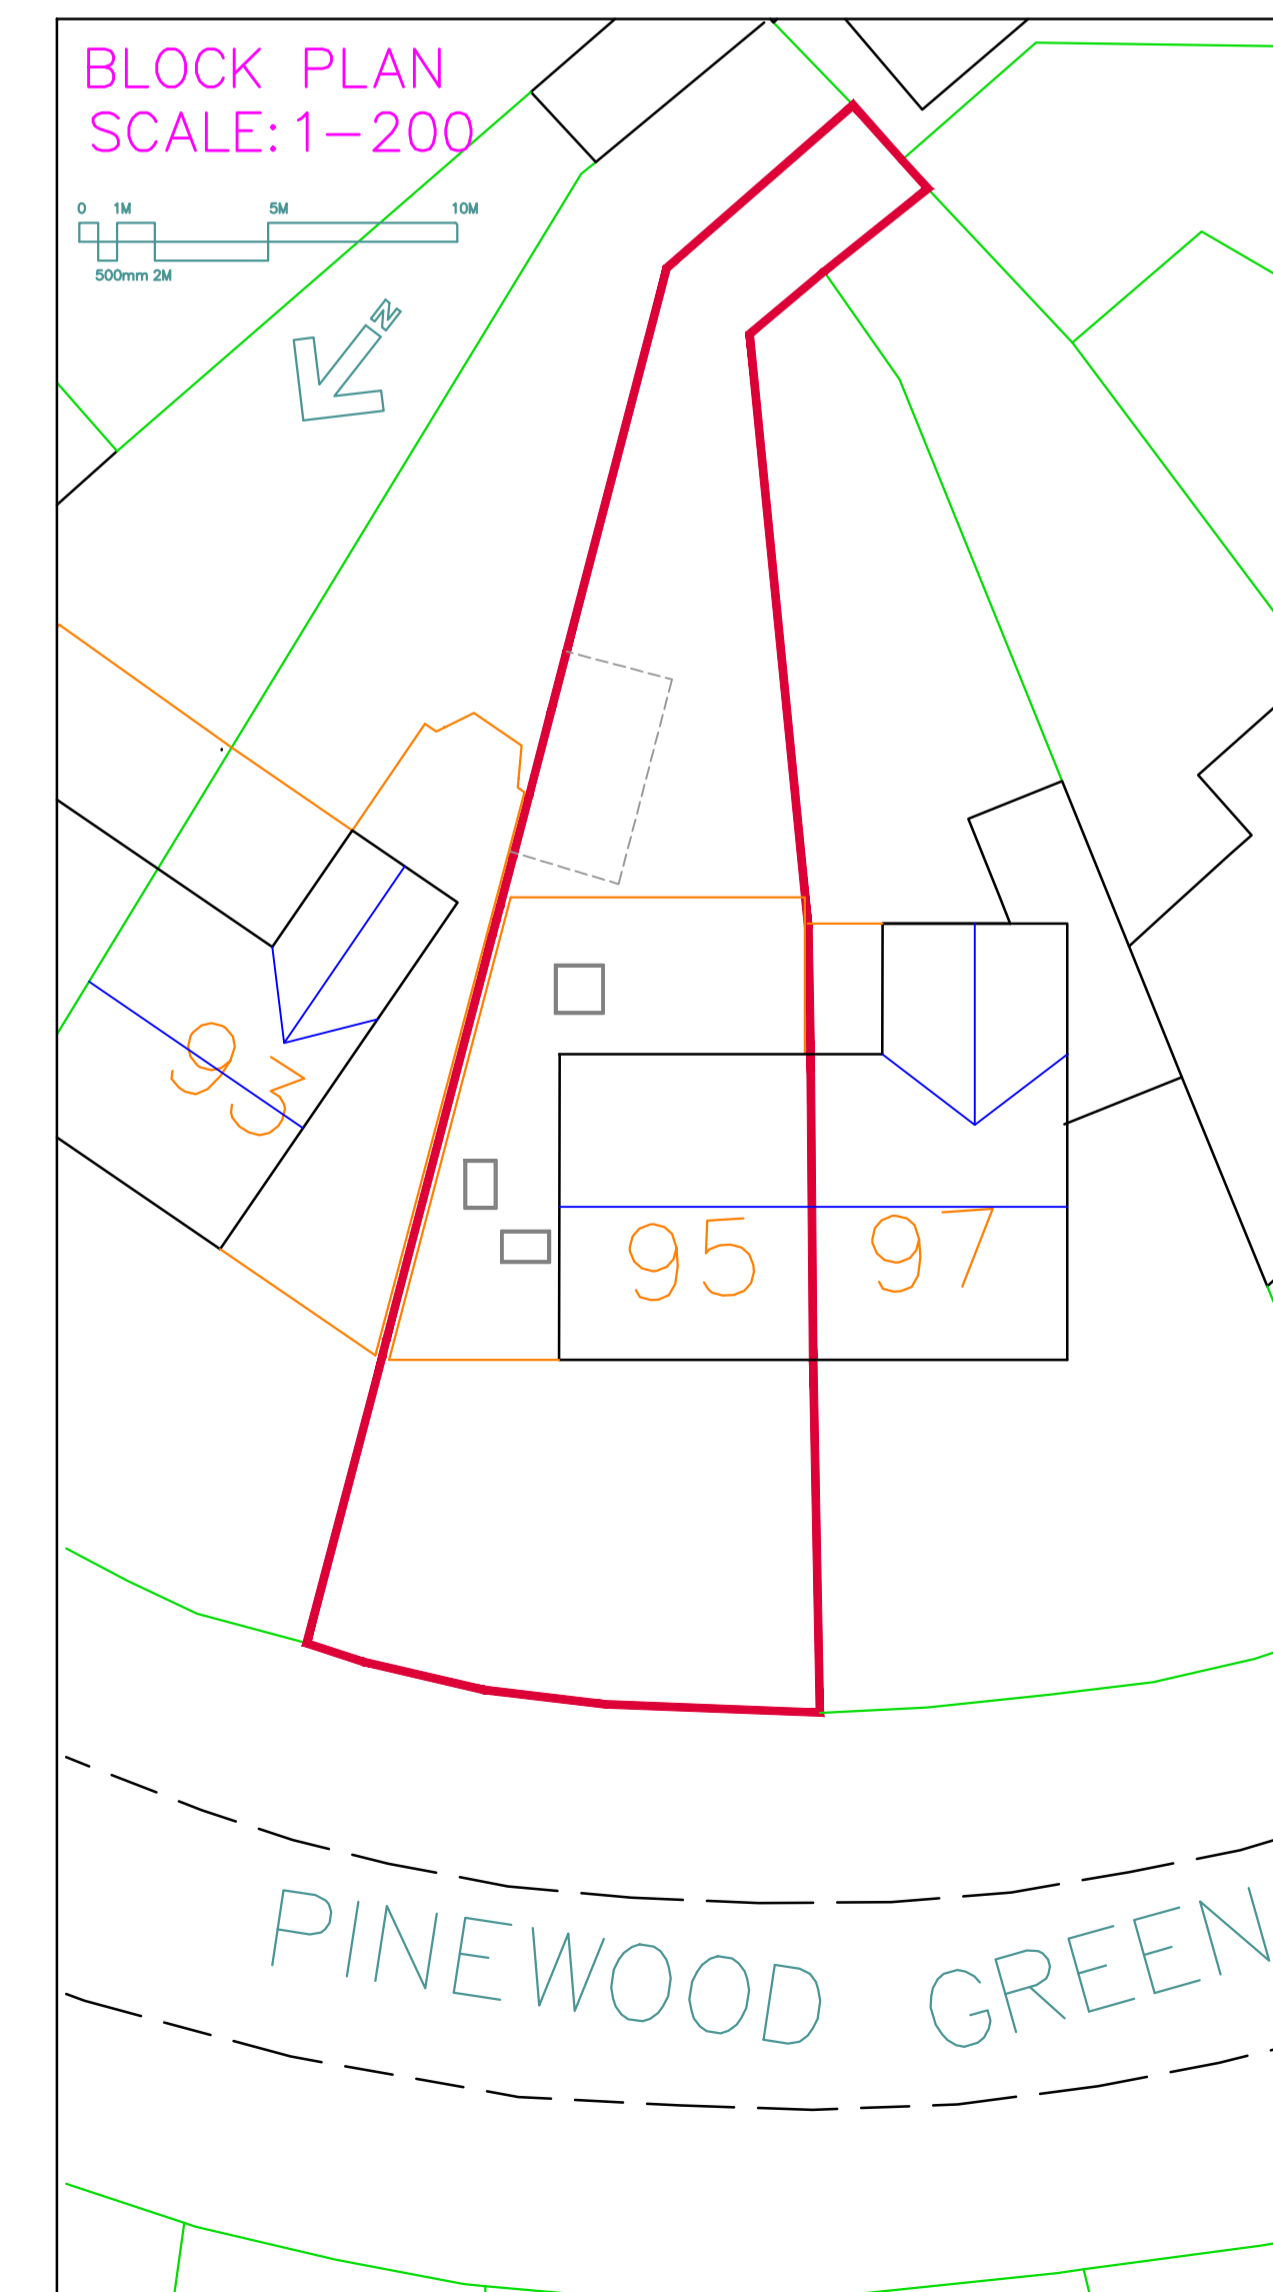 BLOCK PLAN
SCALE: 1-200
0 1M 5M 10M
500mm 2M
N
93
95 97
PINEWOOD GREEN